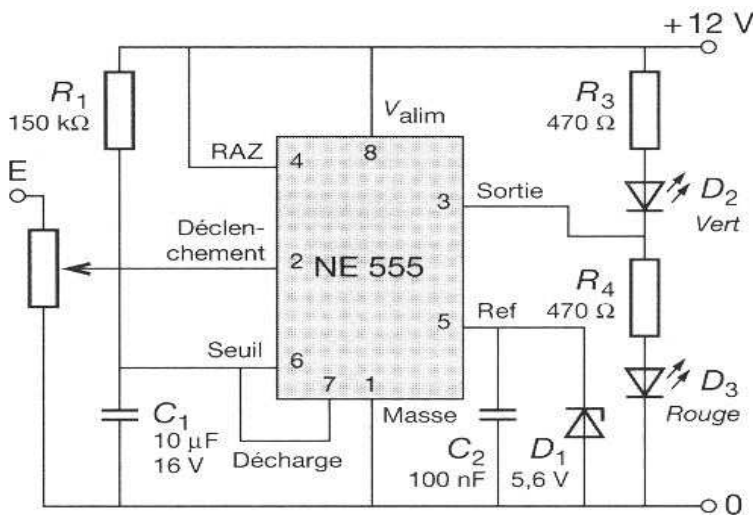 +12 V
R1
150 kΩ
R3
470 Ω
Valim
RAZ
4
8
E
3
Sortie
D2
Vert
Déclen-
chement
2
NE 555
R4
470 Ω
5
Ref
Seuil
6
7
1
Masse
D3
Rouge
C1
10 µF
16 V
Décharge
C2
100 nF
D1
5,6 V
0